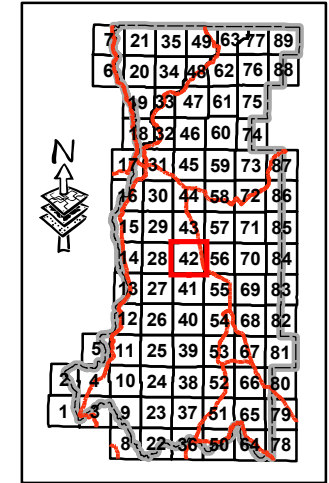 7 21 35 49 63 77 89
6 20 34 48 62 76 88
19 33 47 61 75
18 32 46 60 74
N
17 31 45 59 73 87
16 30 44 58 72 86
15 29 43 57 71 85
14 28 42 56 70 84
13 27 41 55 69 83
12 26 40 54 68 82
5 11 25 39 53 67 81
2 4 10 24 38 52 66 80
1 3 9 23 37 51 65 79
8 22 36 50 64 78